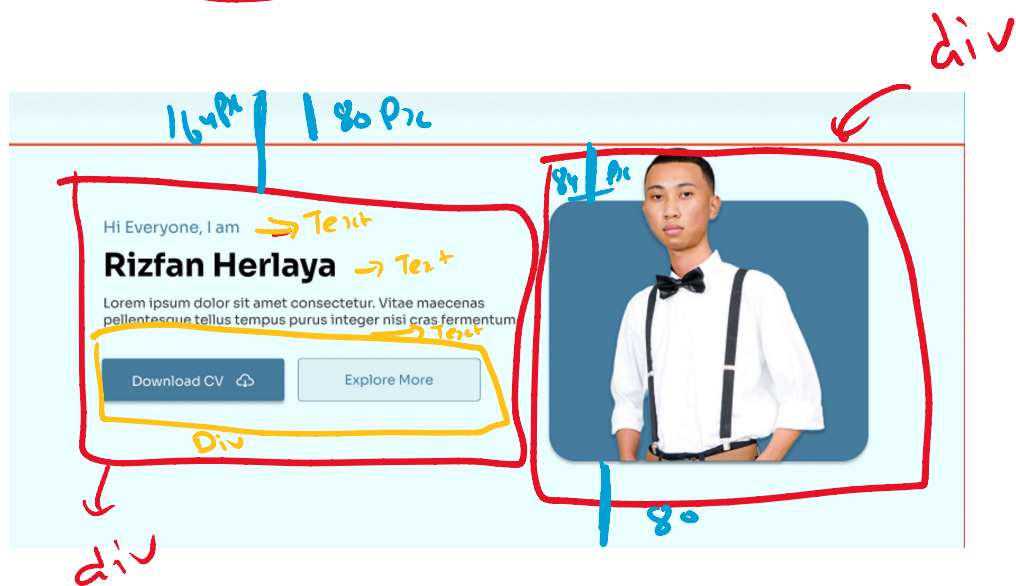 div
164px
80 Px
84 Px
Hi Everyone, I am
Text
Rizfan Herlaya
Text
Lorem ipsum dolor sit amet consectetur. Vitae maecenas
pellentesque tellus tempus purus integer nisi cras fermentum
Text
Download CV
Explore More
Div
80
div